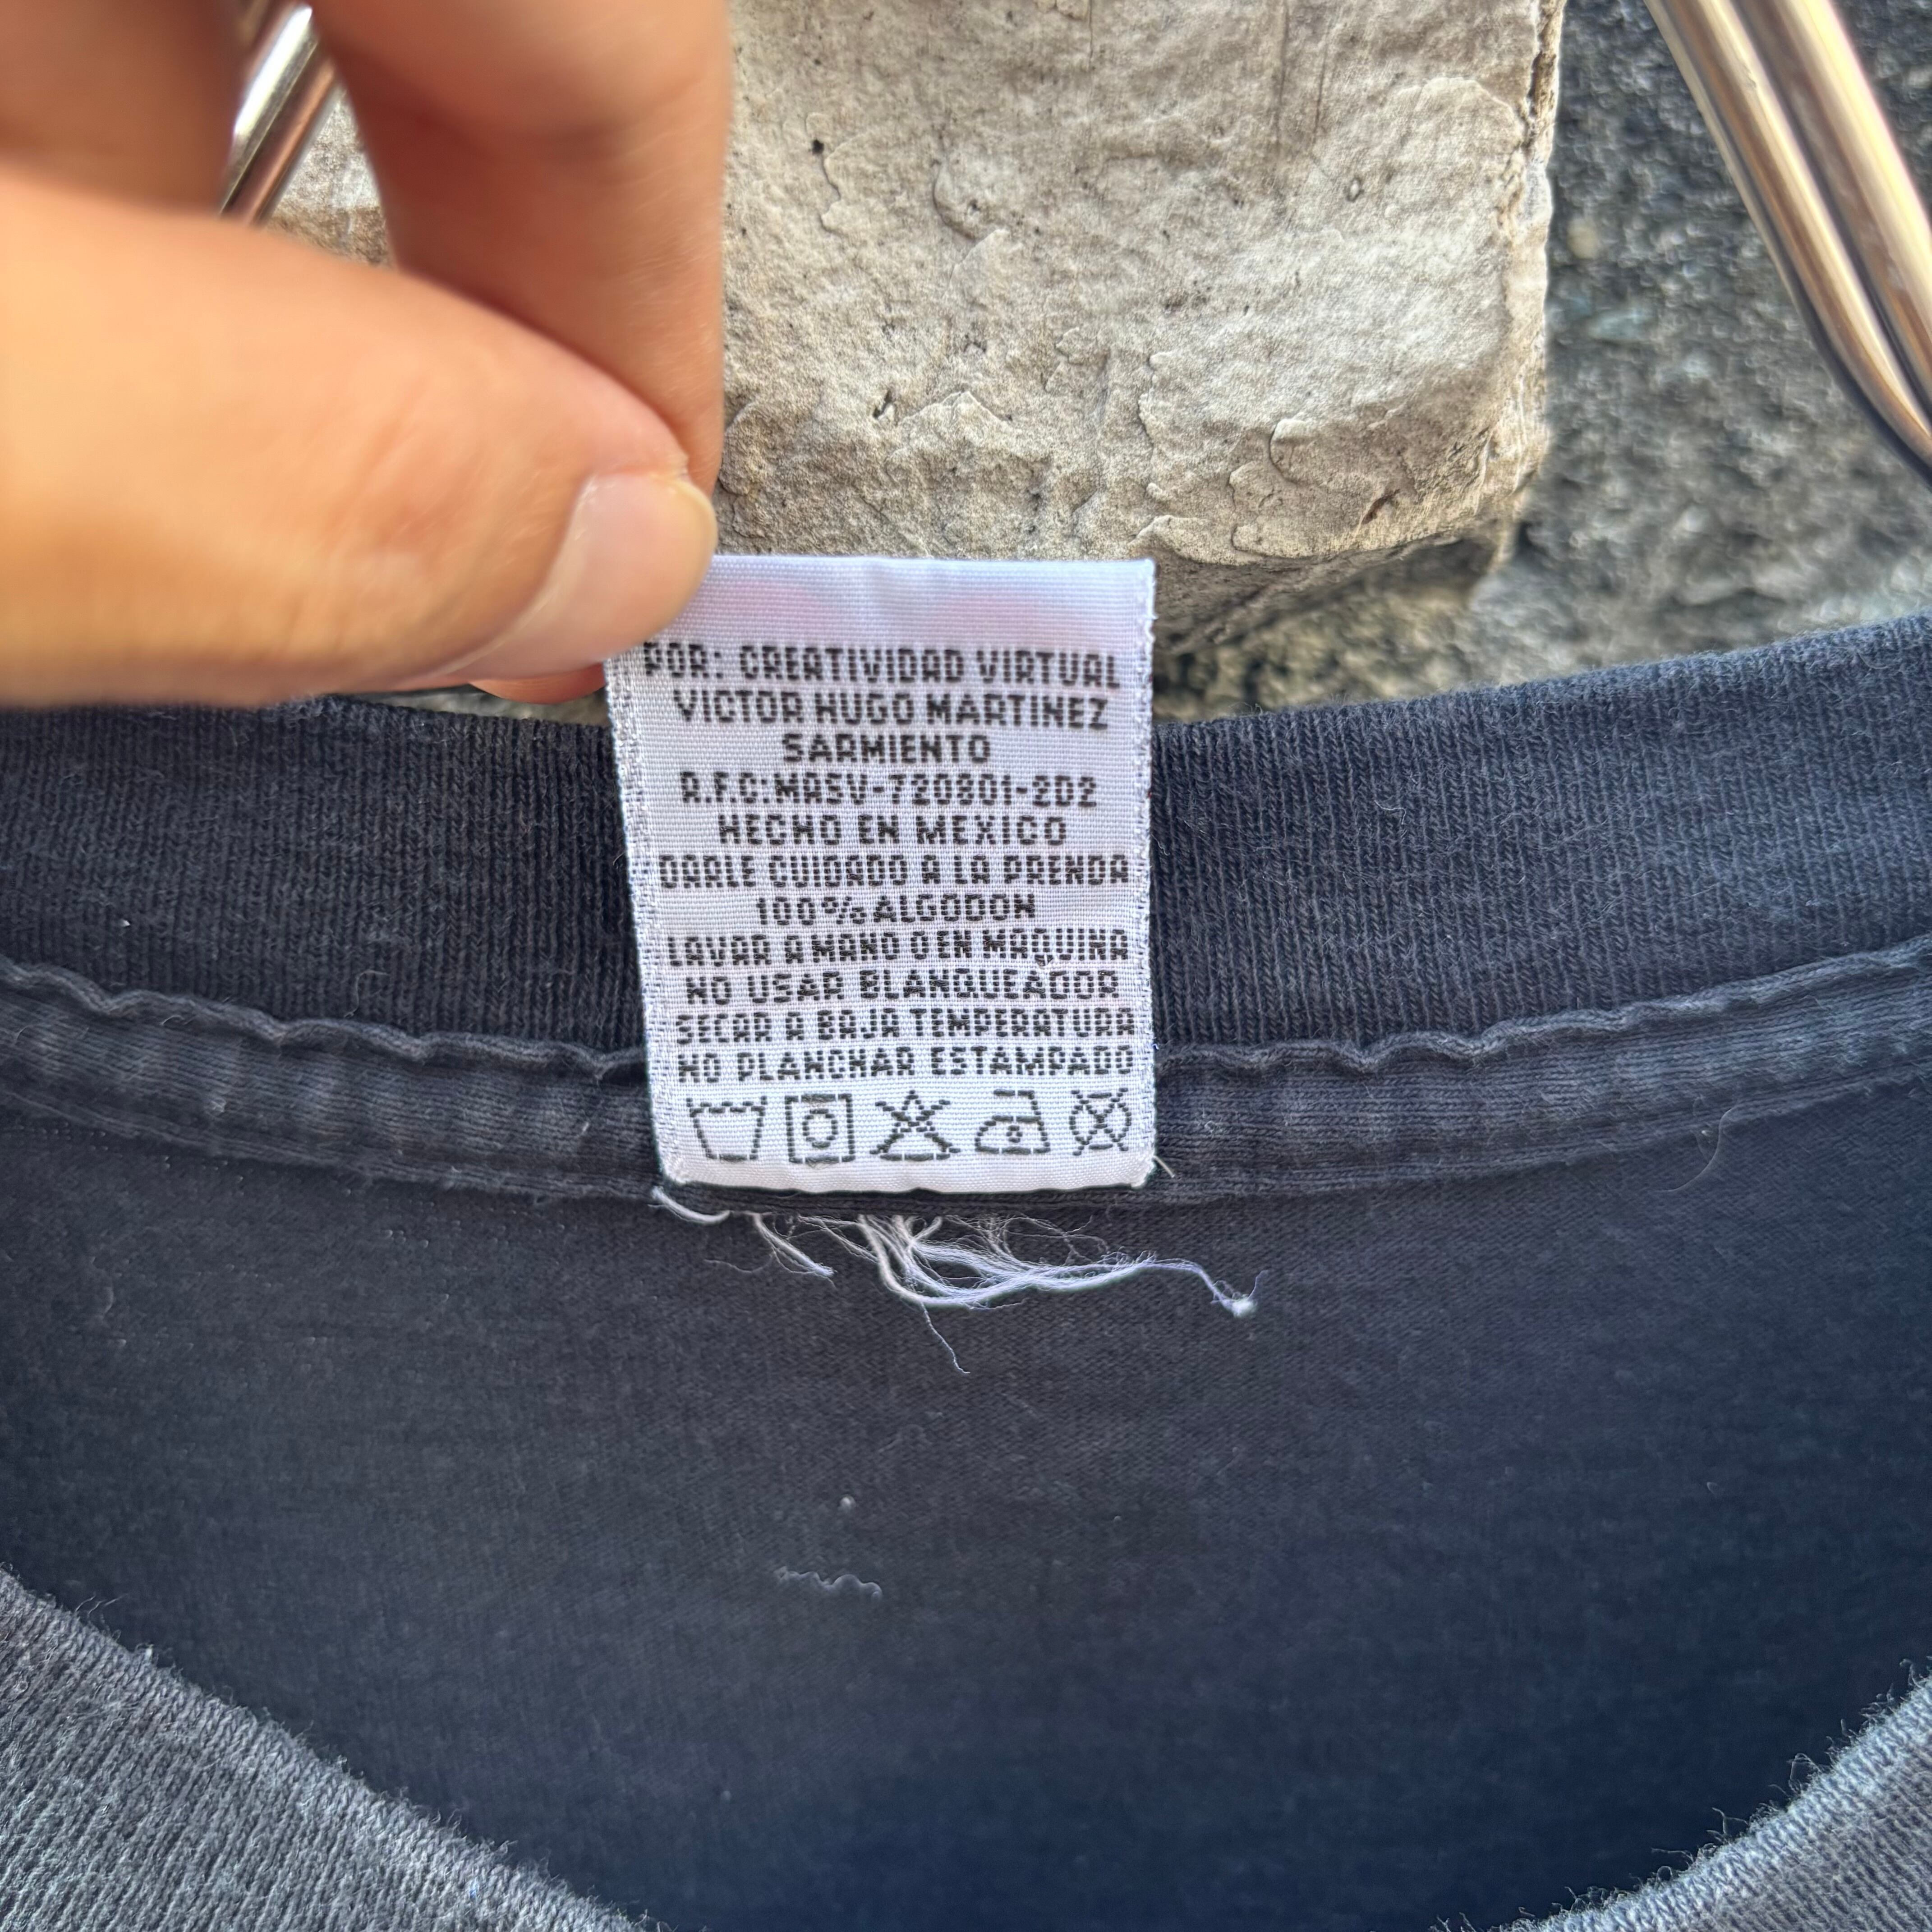 POR: CREATIVIDAD VIRTUAL
VICTOR HUGO MARTINEZ
SARMIENTO
R.F.C:MASV-720801-2D2
HECHO EN MEXICO
DARLE CUIDADO A LA PRENDA
100% ALGODON
LAVAR A MANO O EN MAQUINA
NO USAR BLANQUEADOR
SECAR A BAJA TEMPERATURA
NO PLANCHAR ESTAMPADO